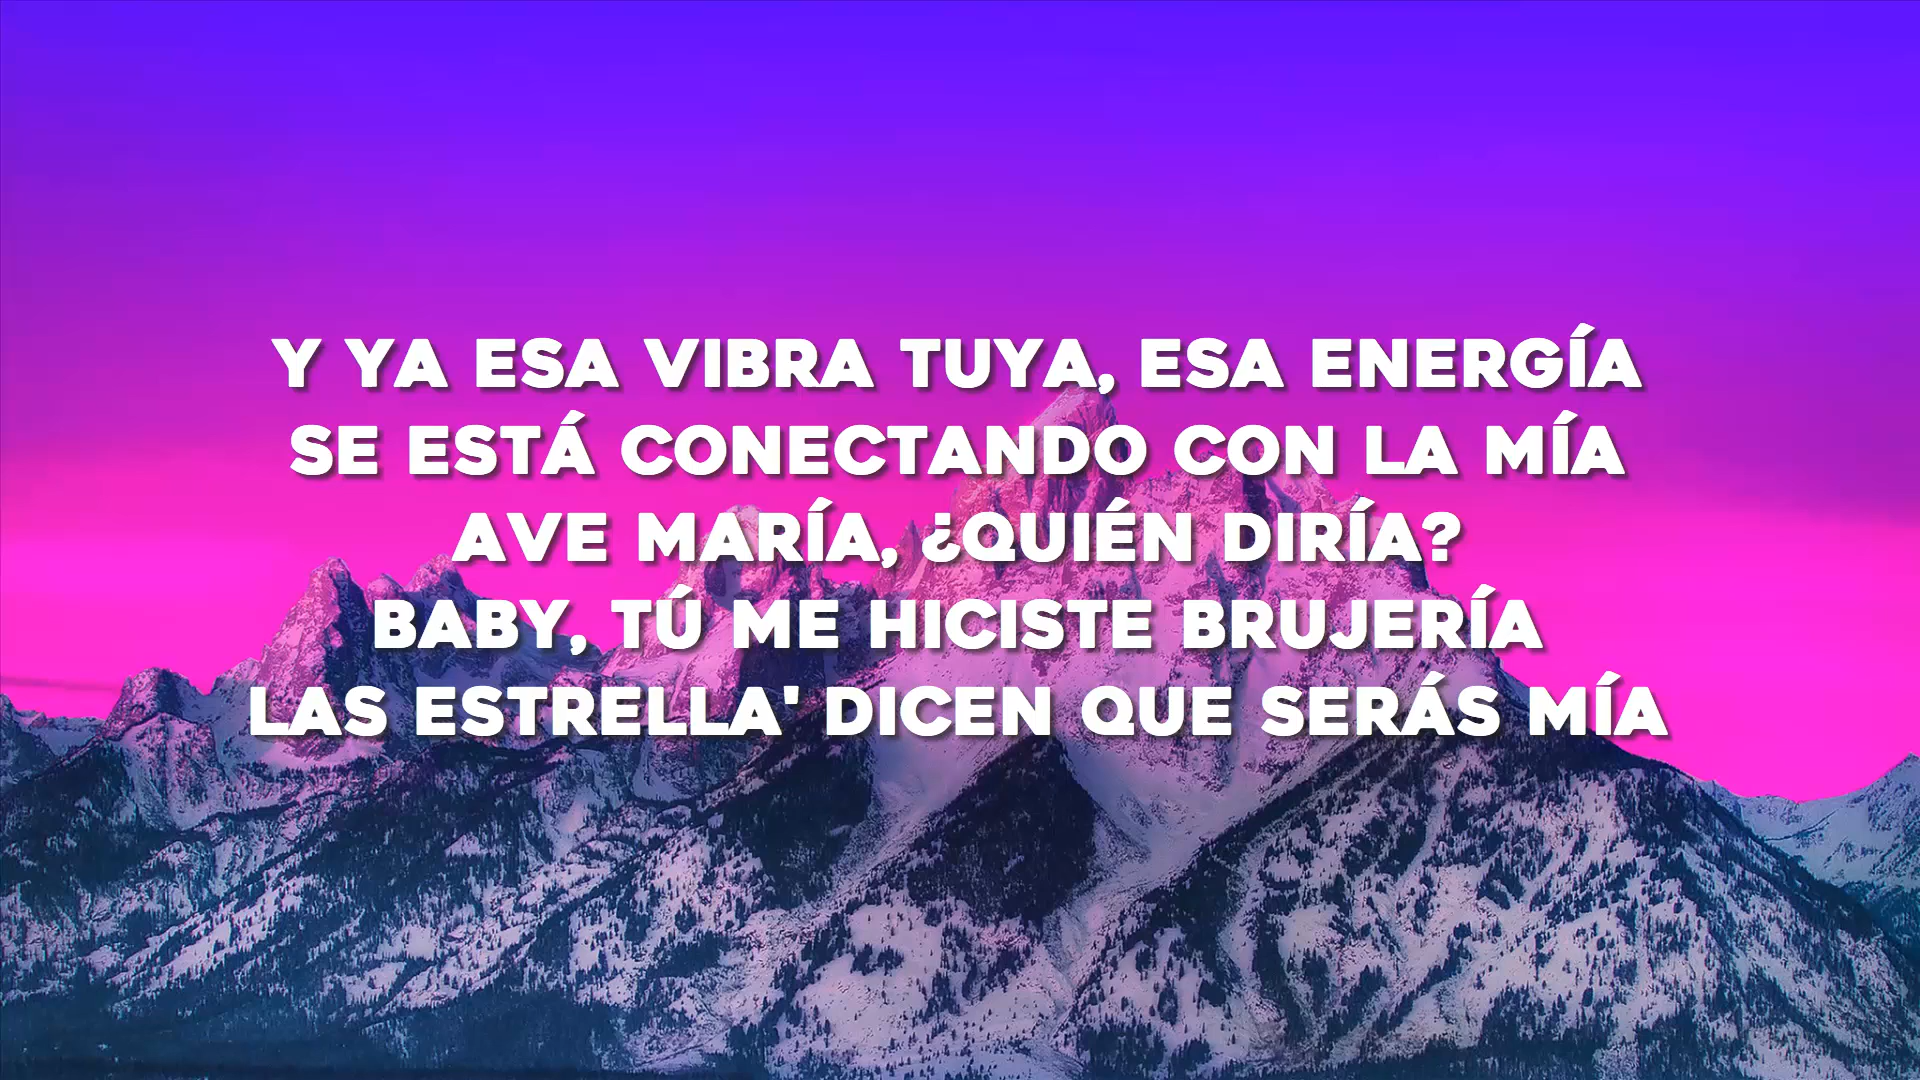 Y YA ESA VIBRA TUYA, ESA ENERGÍA
SE ESTÁ CONECTANDO CON LA MÍA
AVE MARÍA, ¿QUIÉN DIRÍA?
BABY, TÚ ME HICISTE BRUJERÍA
LAS ESTRELLA' DICEN QUE SERÁS MÍA